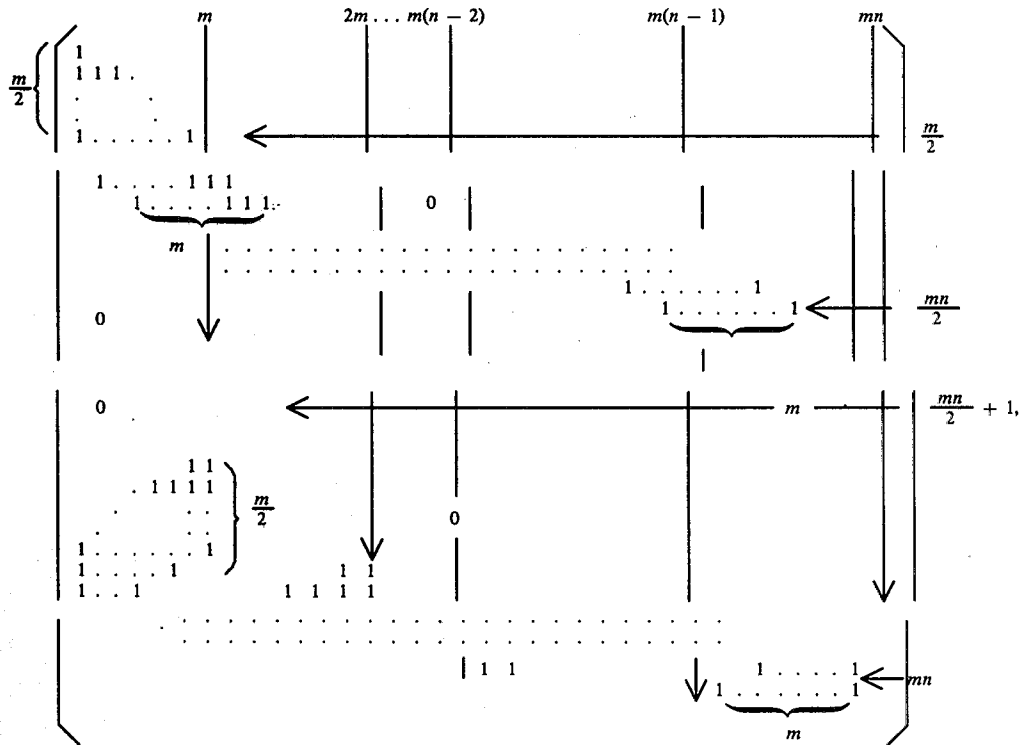 m 2m . . . m(n − 2) m(n − 1) mn
1
m/2 1 1 1 .
. .
. .
1 . . . . . 1 m/2
1 . . . . 1 1 1
1 . . . . 1 1 1 . 0
m . . . . . . . . . . . . . . . . . . . . . . . . .
. . . . . . . . . . . . . . . . . . . . . . . . .
1 . . . . . . 1
0 1 . . . . . . 1 mn/2
0 m mn/2 + 1,
1 1
. 1 1 1 1 m/2
. . . 0
. . .
1 . . . . . . 1
1 . . . . 1 1 1
1 . . 1 1 1 1 1
. . . . . . . . . . . . . . . . . . . . . . . . . . . .
. . . . . . . . . . . . . . . . . . . . . . . . . . . .
1 1 1 . . . . 1 mn
1 . . . . . . 1
m